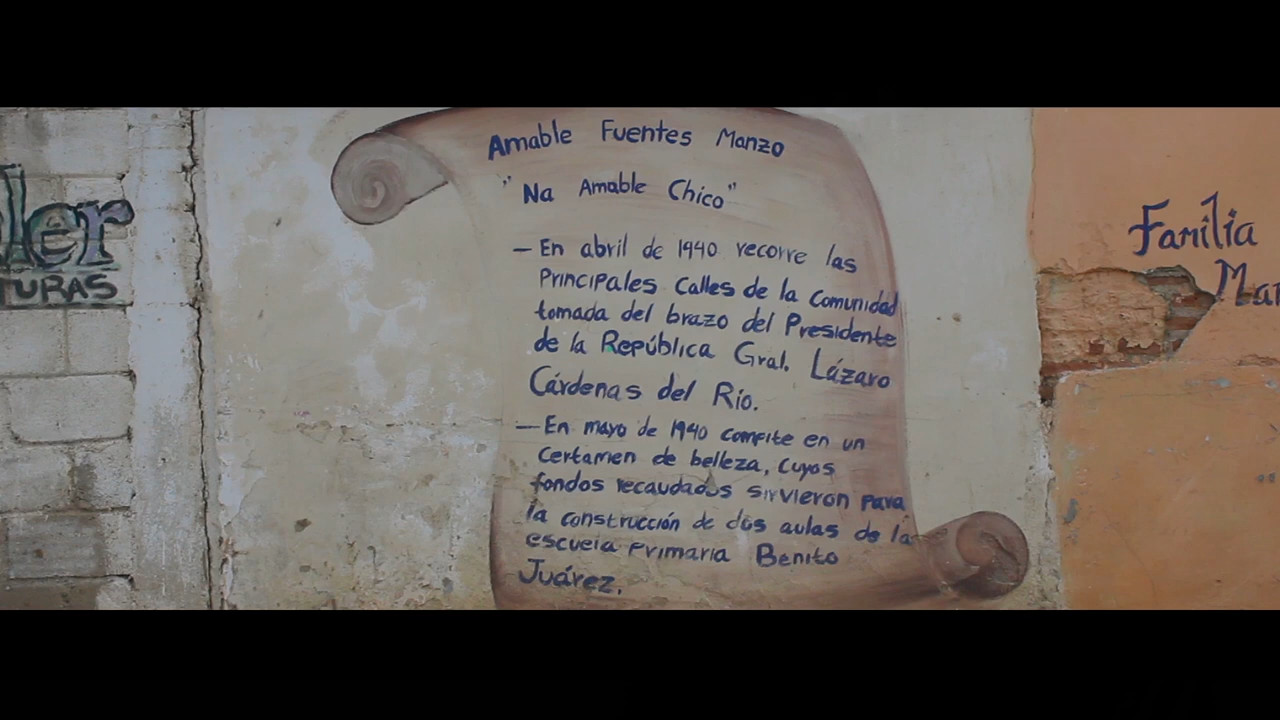 ler
TURAS
Amable Fuentes Manzo
"Na Amable Chico"
- En abril de 1940 recorre las
Principales Calles de la Comunidad
tomada del brazo del Presidente
de la República Gral. Lázaro
Cárdenas del Rio.
- En mayo de 1940 compite en un
Certamen de belleza, cuyos
fondos recaudados sirvieron para
la construcción de dos aulas de la
escuela primaria Benito
Juárez.
Familia
Mar